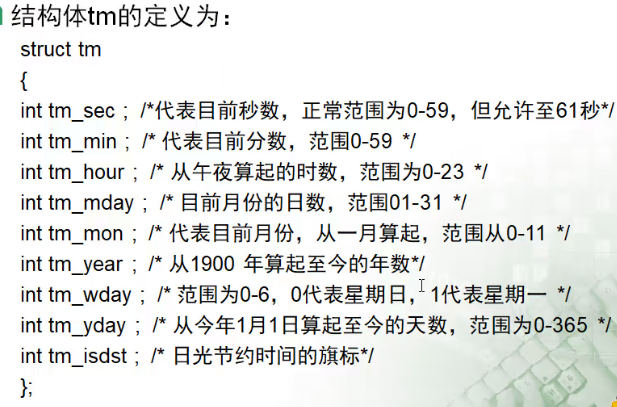 结构体tm的定义为：
struct tm
{
int tm_sec ; /*代表目前秒数，正常范围为0-59，但允许至61秒*/
int tm_min ; /* 代表目前分数，范围0-59 */
int tm_hour ; /* 从午夜算起的时数，范围为0-23 */
int tm_mday ; /* 目前月份的日数，范围01-31 */
int tm_mon ; /* 代表目前月份，从一月算起，范围从0-11 */
int tm_year ; /* 从1900 年算起至今的年数*/
int tm_wday ; /* 范围为0-6，0代表星期日，1代表星期一 */
int tm_yday ; /* 从今年1月1日算起至今的天数，范围为0-365 */
int tm_isdst ; /* 日光节约时间的旗标*/
};